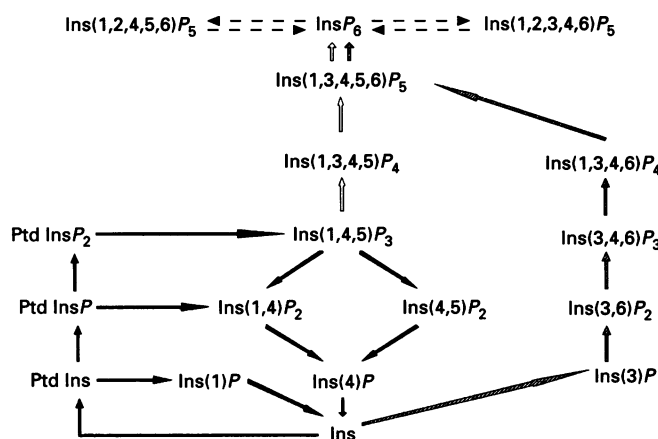 Ins(1,2,4,5,6)P5 InsP6 Ins(1,2,3,4,6)P5
Ins(1,3,4,5,6)P5
Ins(1,3,4,5)P4 Ins(1,3,4,6)P4
Ptd InsP2 Ins(1,4,5)P3 Ins(3,4,6)P3
Ptd InsP Ins(1,4)P2 Ins(4,5)P2 Ins(3,6)P2
Ptd Ins Ins(1)P Ins(4)P Ins(3)P
Ins